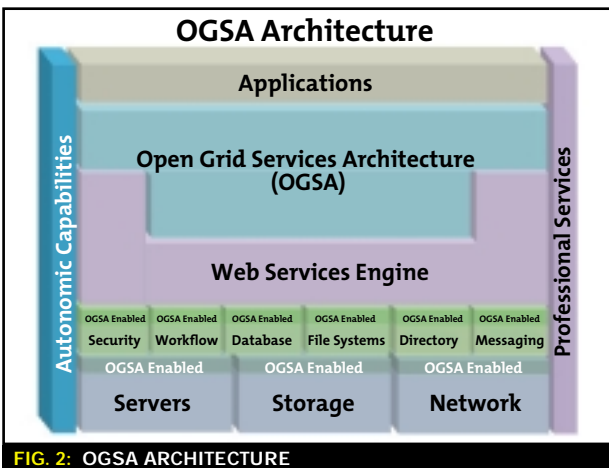 OGSA Architecture
Applications
Autonomic Capabilities
Professional Services
Open Grid Services Architecture
(OGSA)
Web Services Engine
OGSA Enabled OGSA Enabled OGSA Enabled OGSA Enabled OGSA Enabled OGSA Enabled
Security Workflow Database File Systems Directory Messaging
OGSA Enabled OGSA Enabled OGSA Enabled
Servers Storage Network
FIG. 2: OGSA ARCHITECTURE